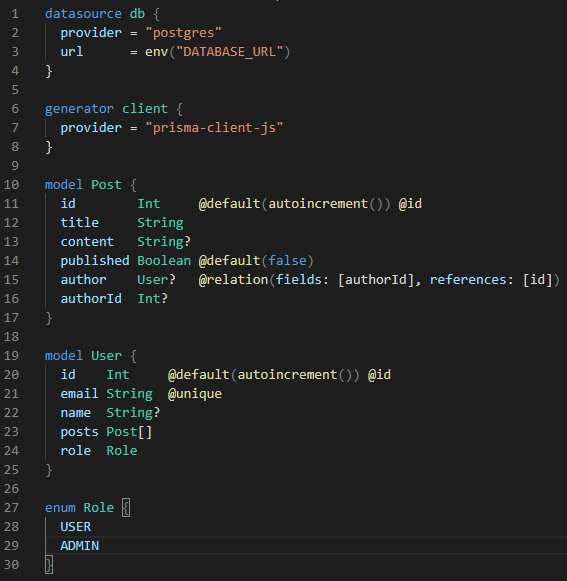 1 datasource db {
2   provider = "postgres"
3   url      = env("DATABASE_URL")
4 }
5
6 generator client {
7   provider = "prisma-client-js"
8 }
9
10 model Post {
11   id        Int     @default(autoincrement()) @id
12   title     String
13   content   String?
14   published Boolean @default(false)
15   author    User?   @relation(fields: [authorId], references: [id])
16   authorId  Int?
17 }
18
19 model User {
20   id    Int     @default(autoincrement()) @id
21   email String  @unique
22   name  String?
23   posts Post[]
24   role  Role
25 }
26
27 enum Role {
28   USER
29   ADMIN
30 }